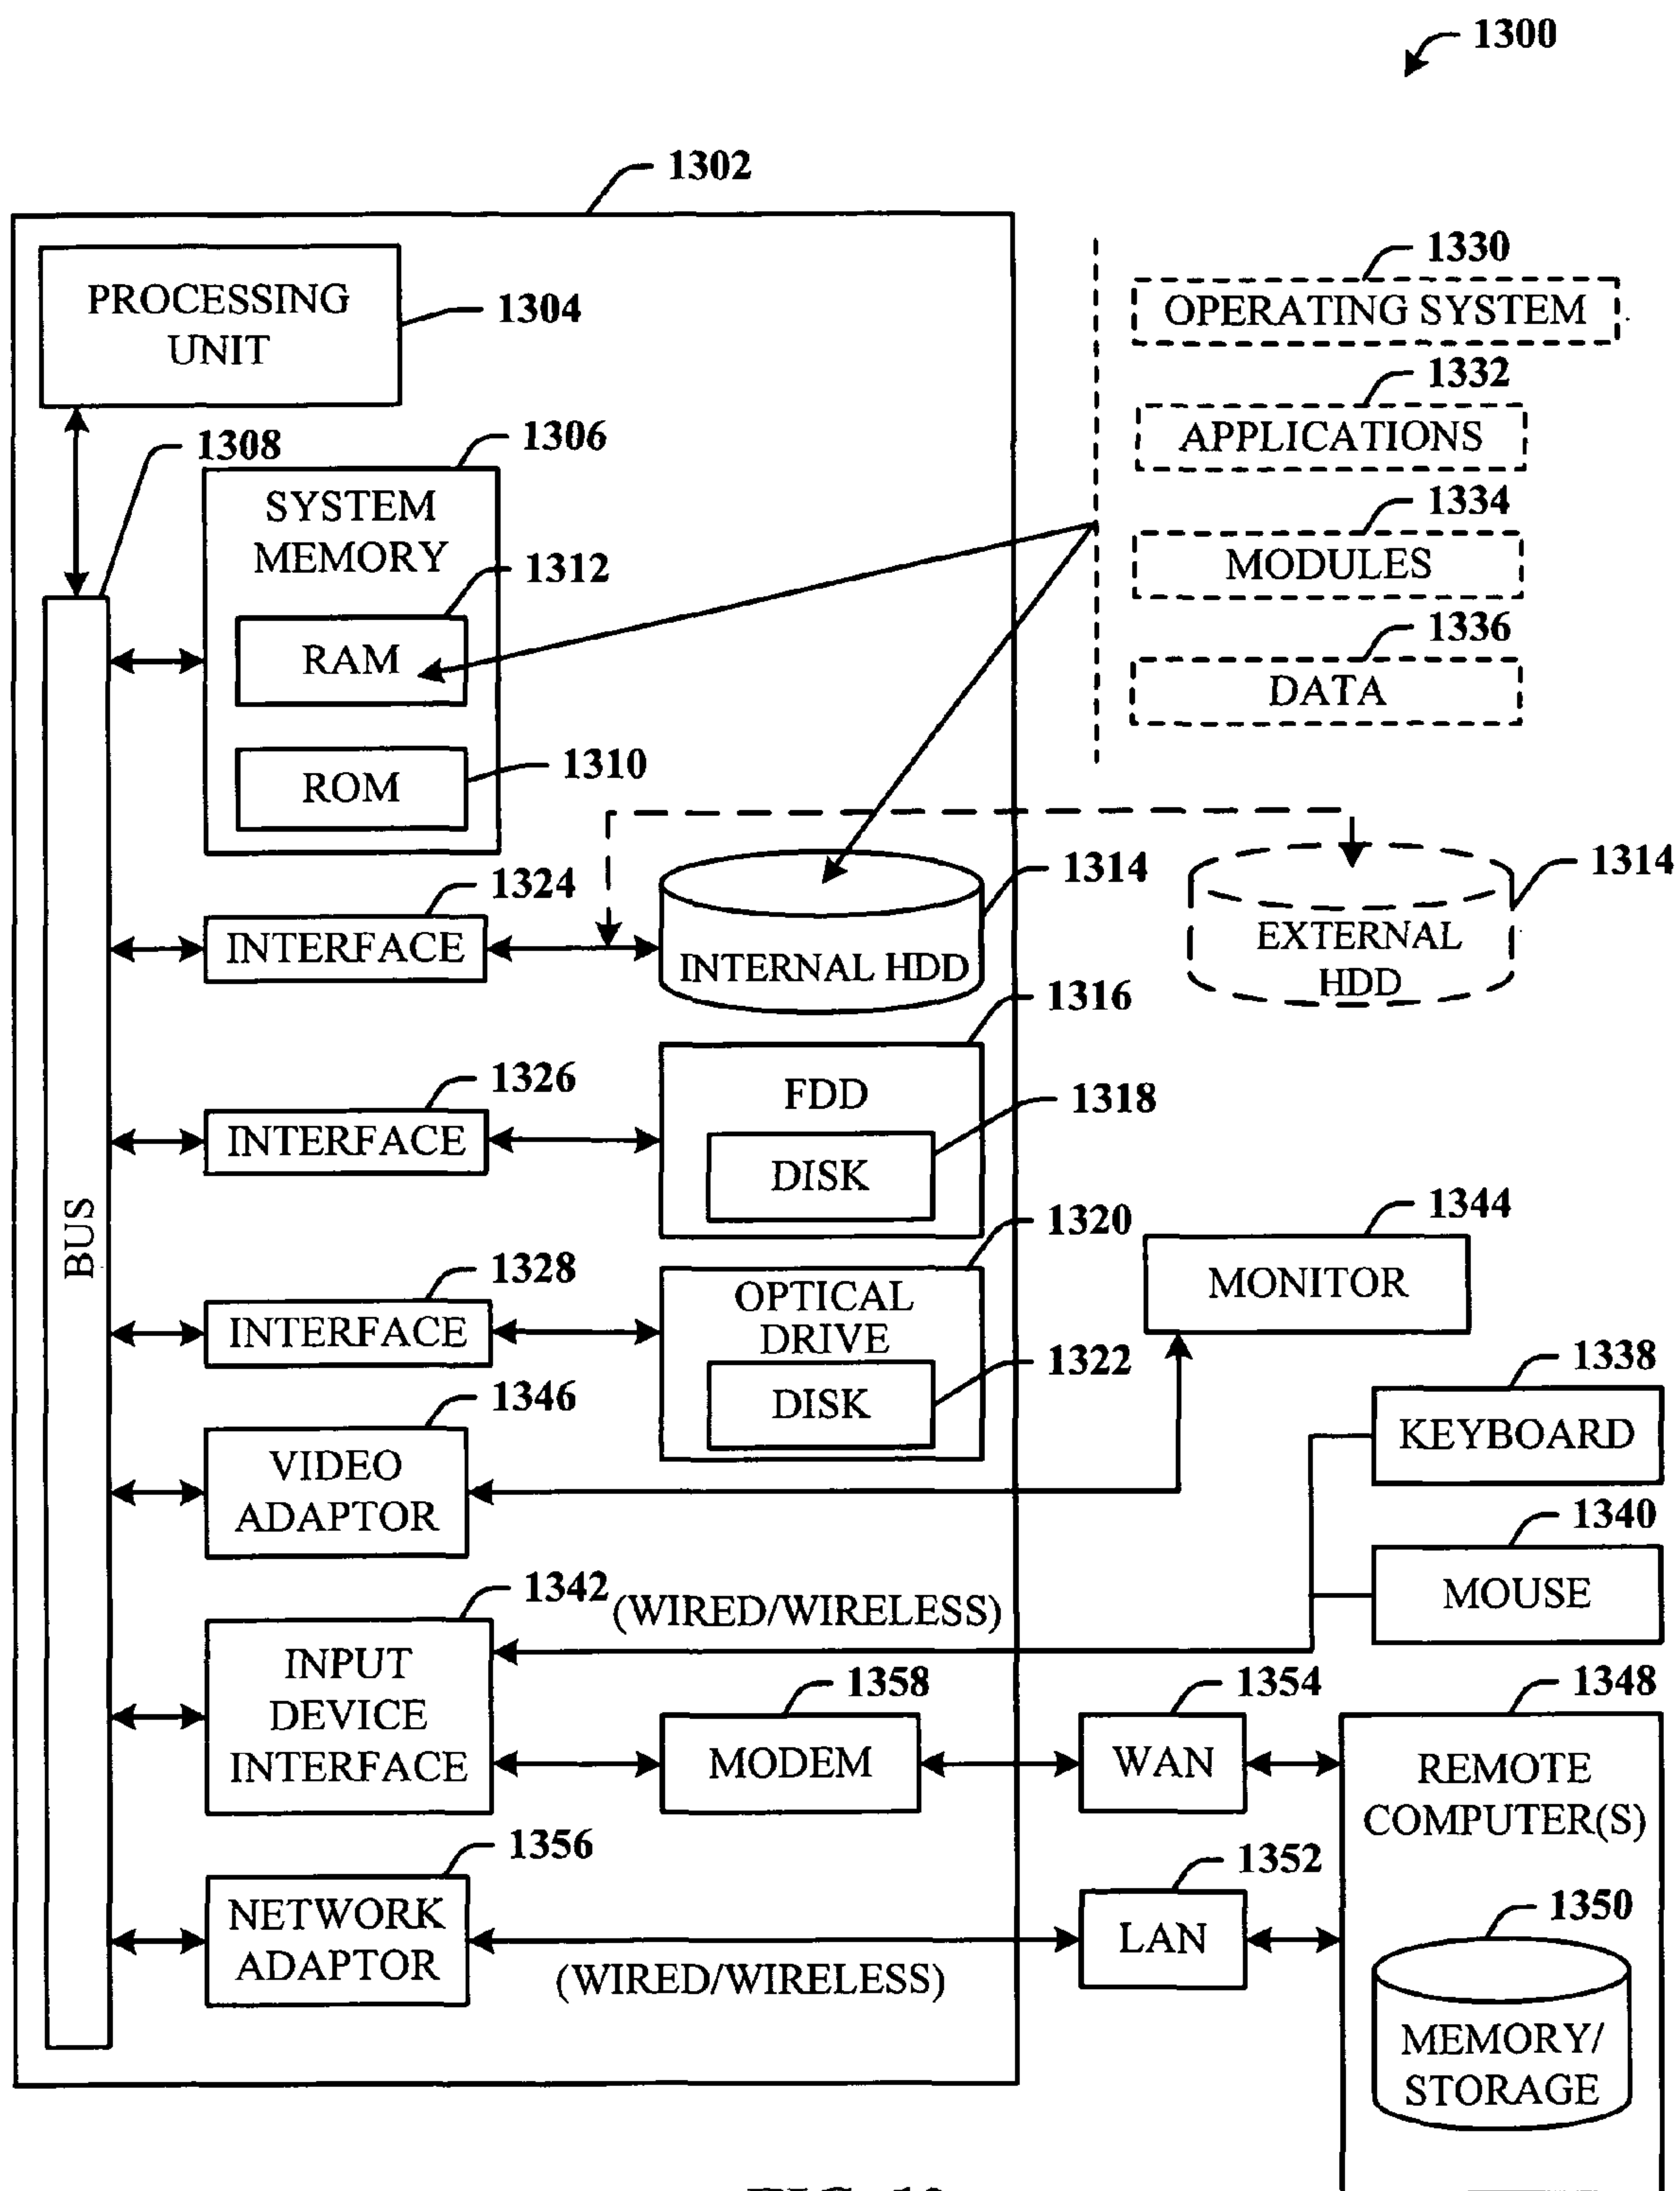 1300
1302
PROCESSING
UNIT
1304
1330
OPERATING SYSTEM
1332
APPLICATIONS
1334
MODULES
1336
DATA
1308
1306
SYSTEM
MEMORY
1312
RAM
1310
ROM
1324
INTERFACE
1314
INTERNAL HDD
1314
EXTERNAL
HDD
1316
FDD
1318
DISK
1326
INTERFACE
BUS
1320
OPTICAL
DRIVE
1322
DISK
1328
INTERFACE
1344
MONITOR
1346
VIDEO
ADAPTOR
1338
KEYBOARD
1340
MOUSE
1342
(WIRED/WIRELESS)
INPUT
DEVICE
INTERFACE
1358
MODEM
1354
WAN
1348
REMOTE
COMPUTER(S)
1356
NETWORK
ADAPTOR
(WIRED/WIRELESS)
1352
LAN
1350
MEMORY/
STORAGE